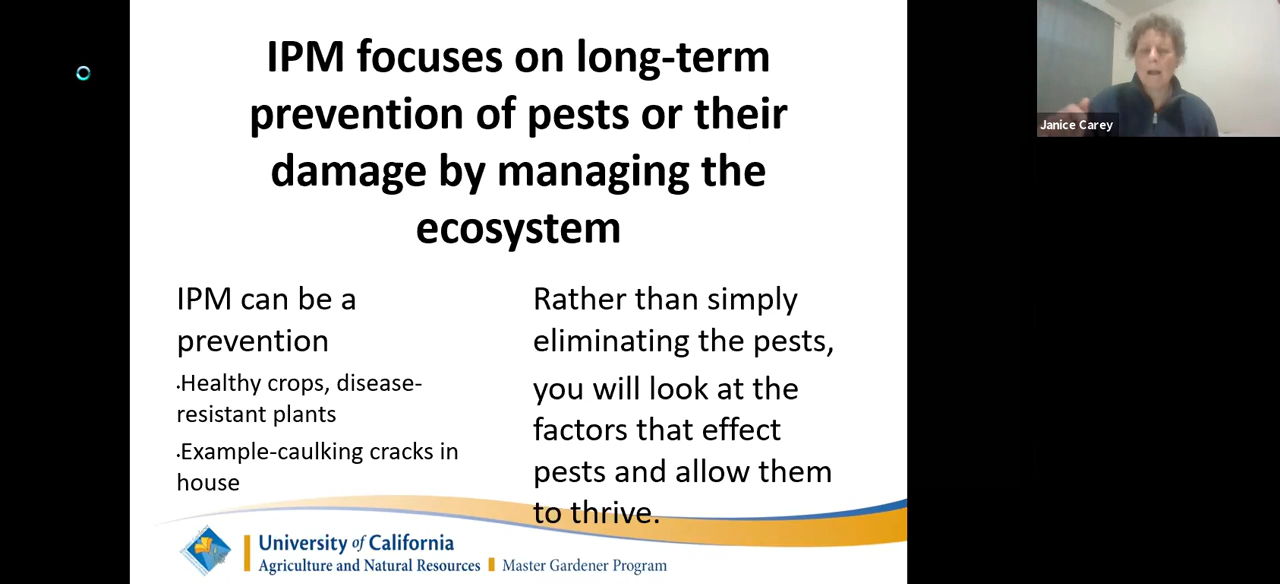 IPM focuses on long-term
prevention of pests or their
damage by managing the
ecosystem
IPM can be a
prevention
.Healthy crops, disease-
resistant plants
.Example-caulking cracks in
house
Rather than simply
eliminating the pests,
you will look at the
factors that effect
pests and allow them
to thrive.
University of California
Agriculture and Natural Resources Master Gardener Program
Janice Carey